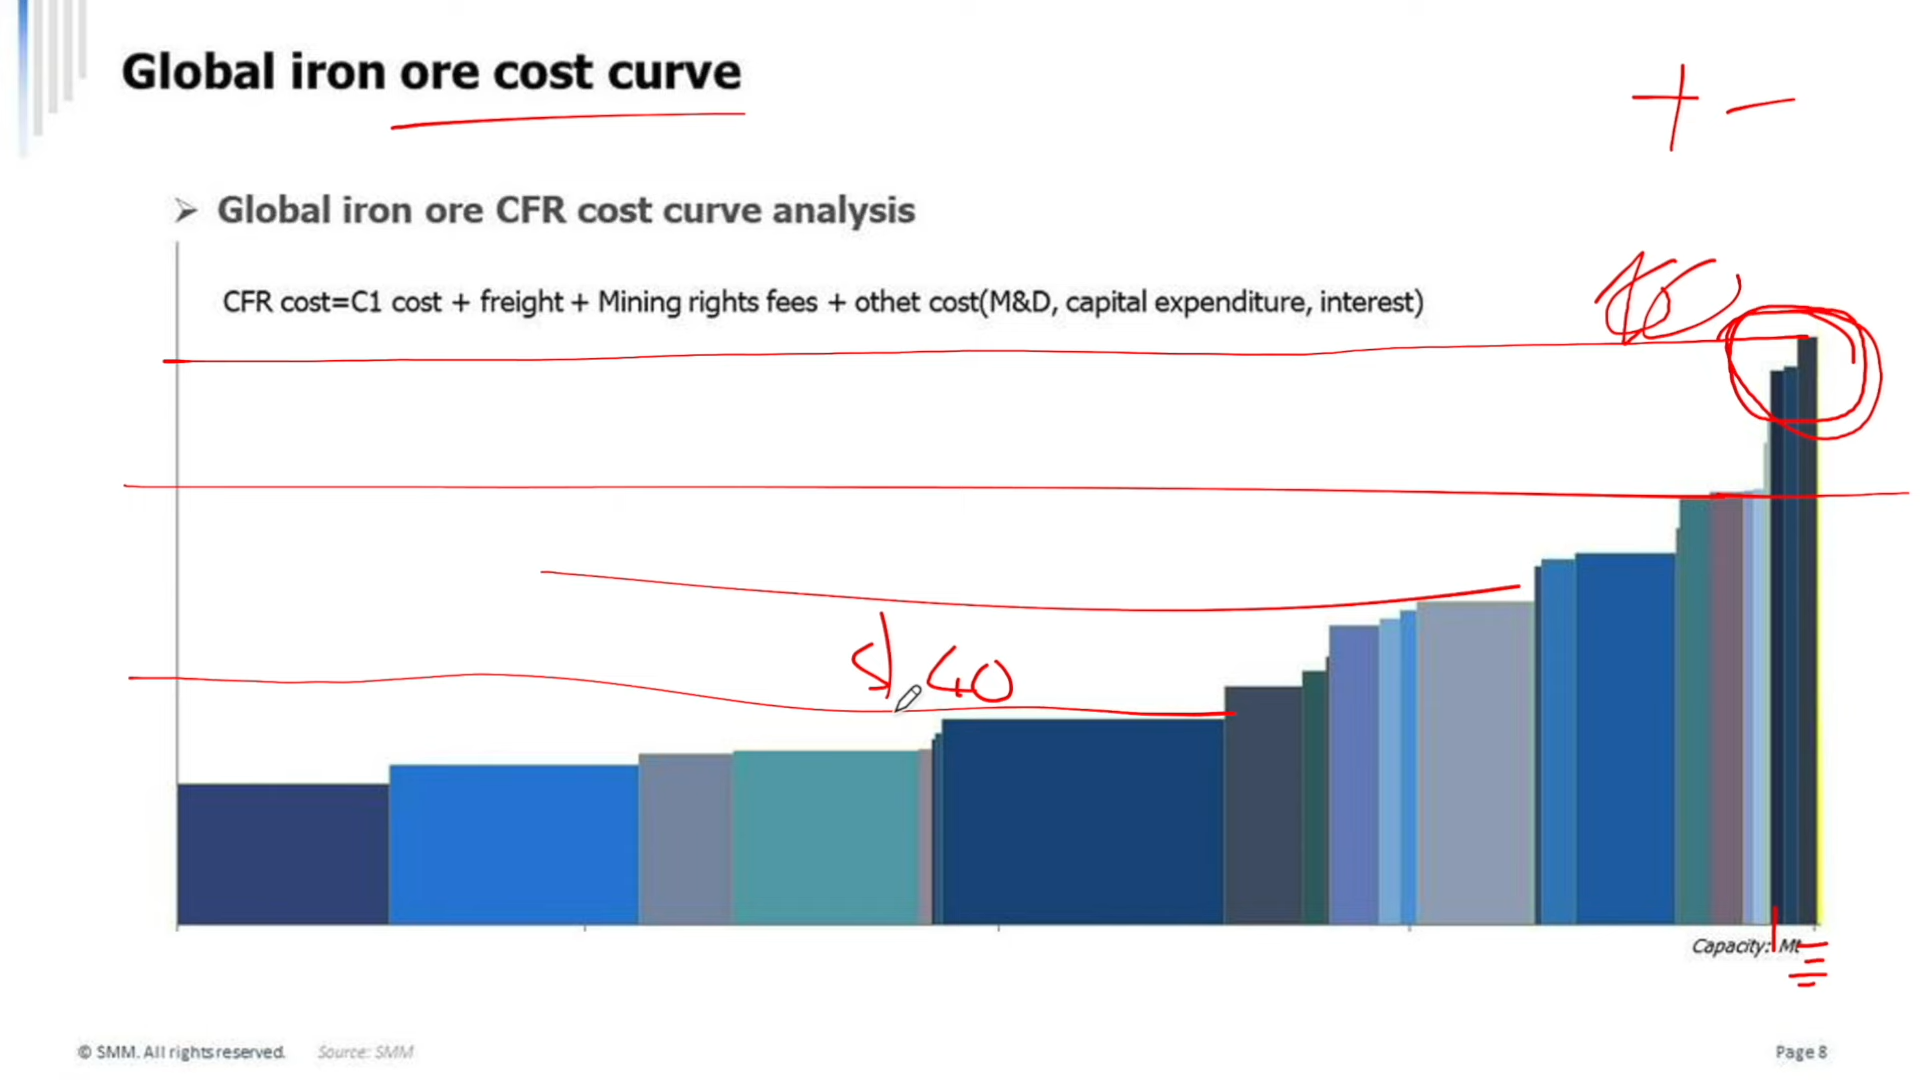 Global iron ore cost curve
+ −
Global iron ore CFR cost curve analysis
CFR cost=C1 cost + freight + Mining rights fees + othet cost(M&D, capital expenditure, interest)
$ 40
Capacity: Mt
© SMM. All rights reserved. Source: SMM
Page 8